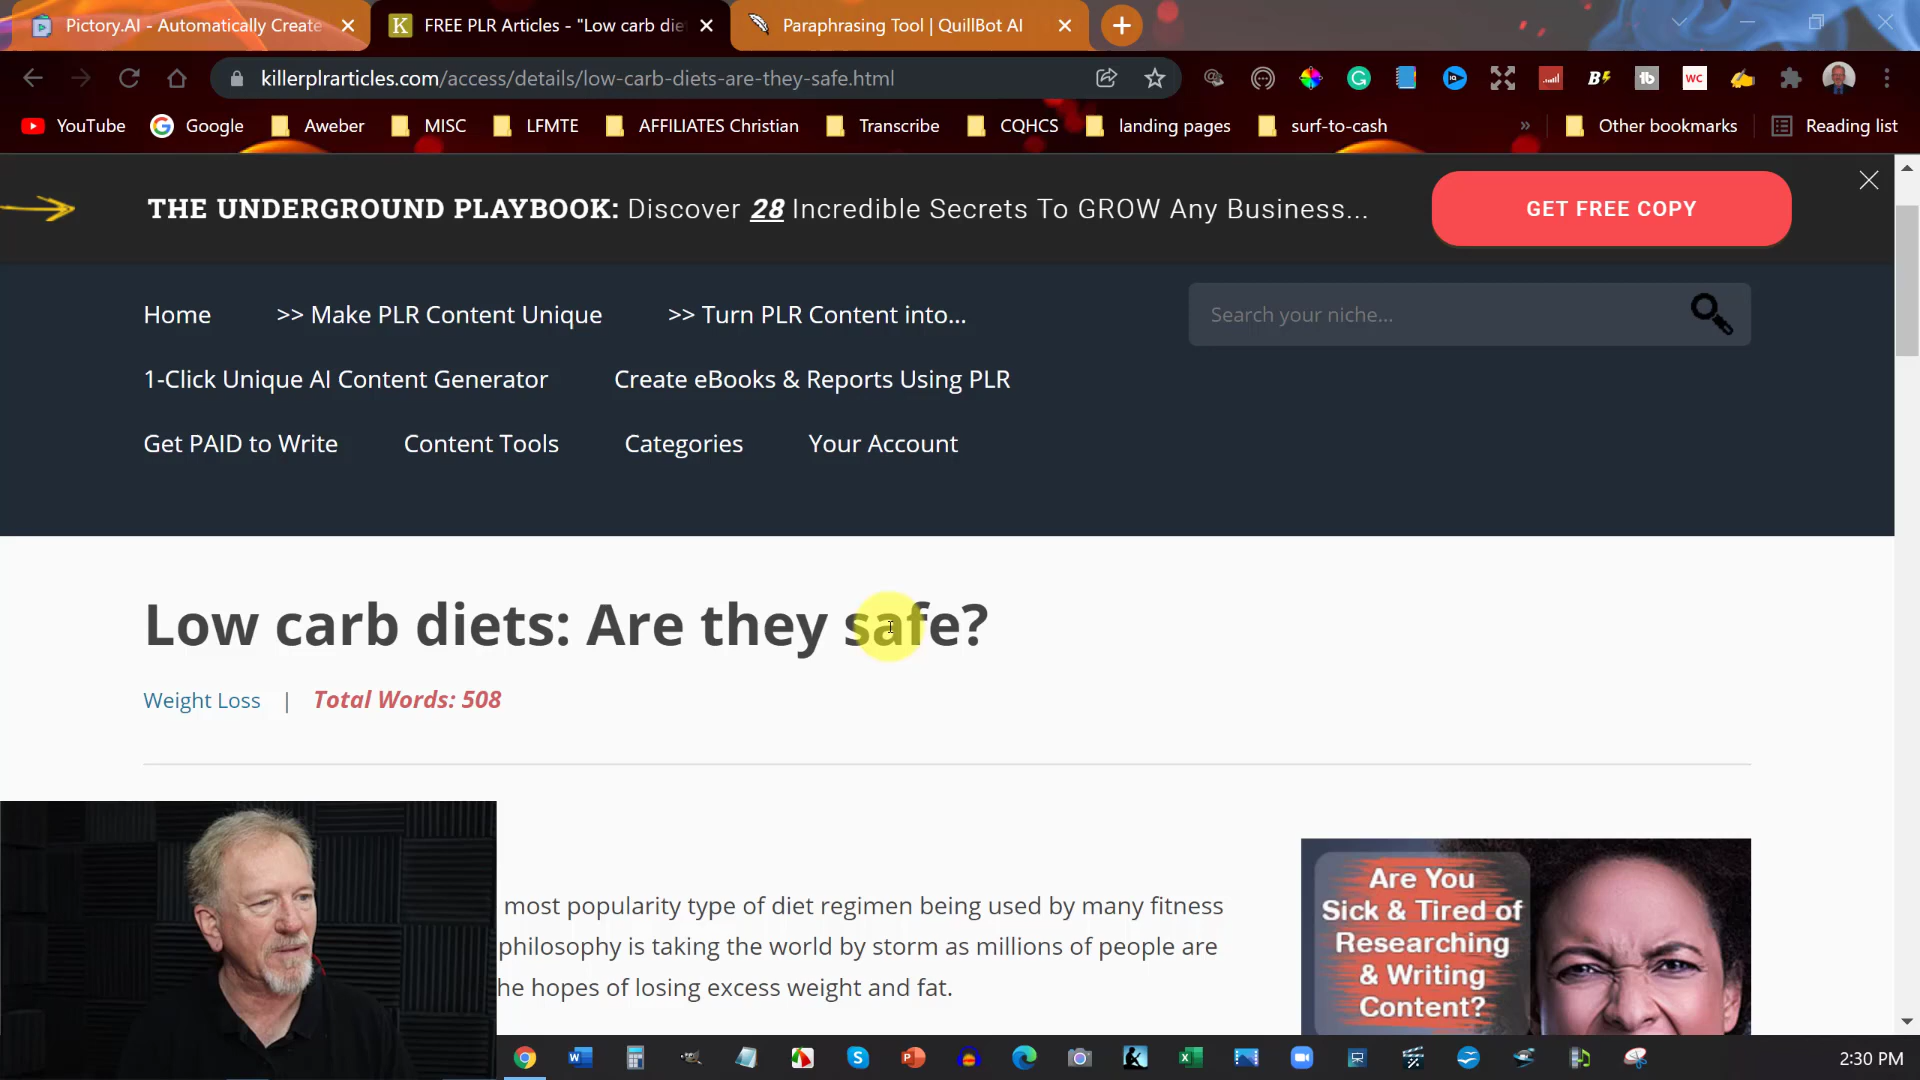 Pictory.AI - Automatically Create
FREE PLR Articles - "Low carb die
Paraphrasing Tool | QuillBot AI
killerplrarticles.com/access/details/low-carb-diets-are-they-safe.html
YouTube
Google
Aweber
MISC
LFMTE
AFFILIATES Christian
Transcribe
CQHCS
landing pages
surf-to-cash
»
Other bookmarks
Reading list
THE UNDERGROUND PLAYBOOK: Discover 28 Incredible Secrets To GROW Any Business...
GET FREE COPY
Home
>> Make PLR Content Unique
>> Turn PLR Content into...
Search your niche...
1-Click Unique AI Content Generator
Create eBooks & Reports Using PLR
Get PAID to Write
Content Tools
Categories
Your Account
Low carb diets: Are they safe?
Weight Loss | Total Words: 508
most popularity type of diet regimen being used by many fitness
philosophy is taking the world by storm as millions of people are
he hopes of losing excess weight and fat.
Are You
Sick & Tired of
Researching
& Writing
Content?
2:30 PM